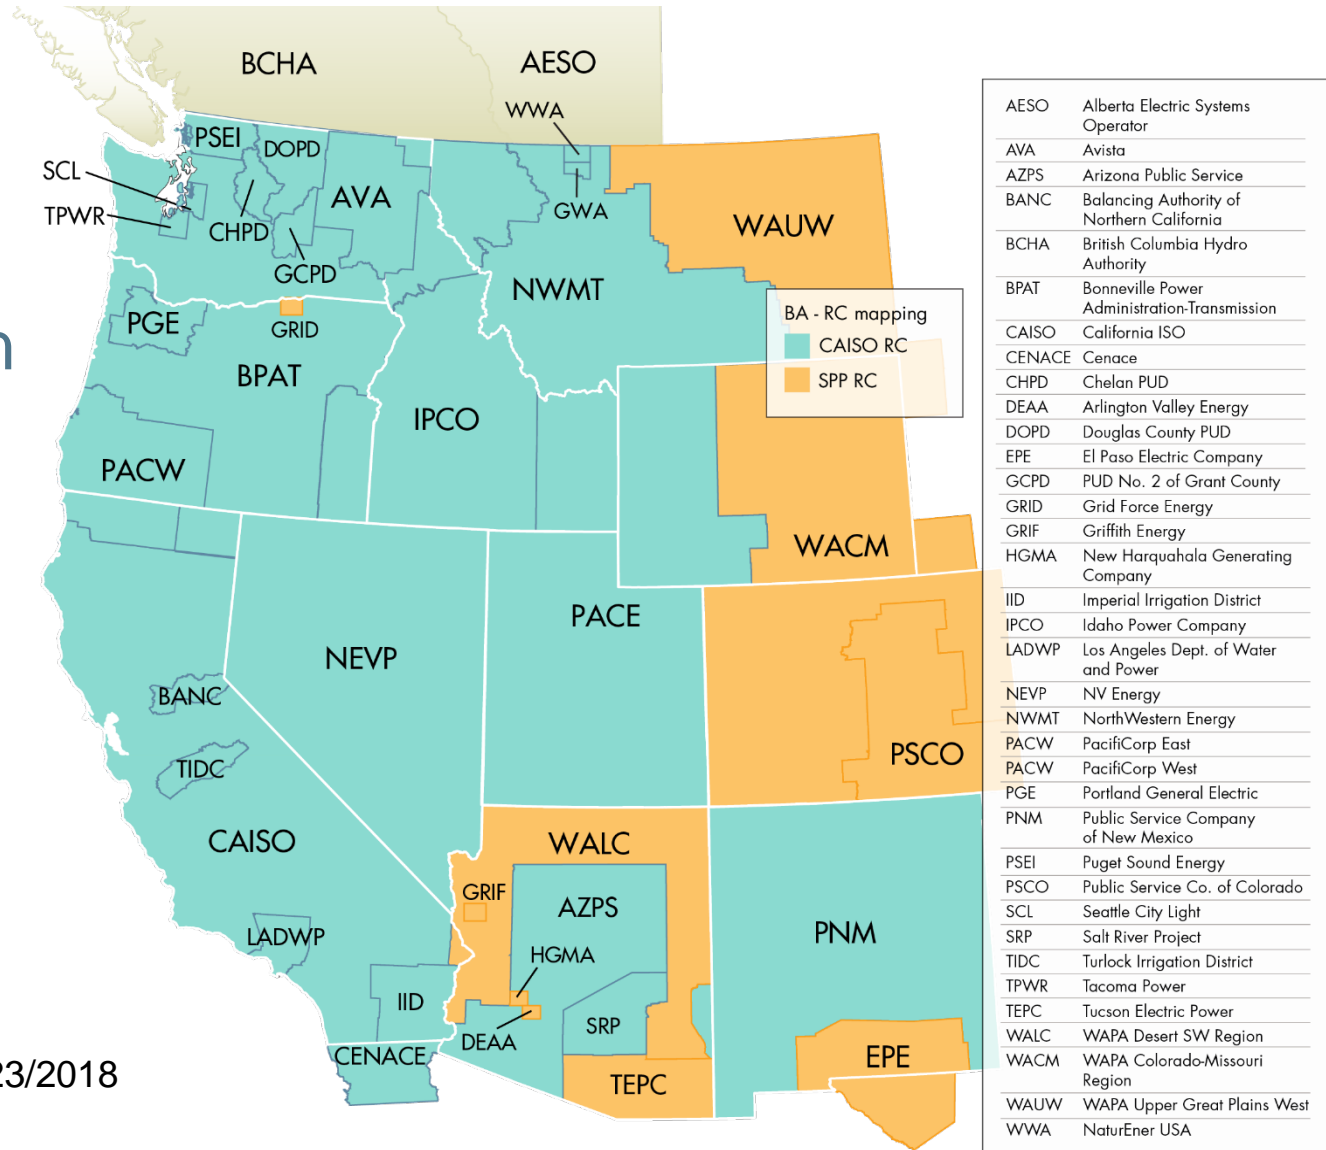 BCHA
AESO
WWA
PSEI
DOPD
SCL
AVA
TPWR
GWA
CHPD
WAUW
GCPD
NWMT
PGE
GRID
n
BPAT
IPCO
PACW
WACM
PACE
NEVP
BANC
PSCO
TIDC
CAISO
WALC
GRIF
AZPS
LADWP
PNM
HGMA
IID
SRP
DEAA
CENACE
EPE
TEPC
23/2018
BA - RC mapping
CAISO RC
SPP RC
AESO Alberta Electric Systems
Operator
AVA Avista
AZPS Arizona Public Service
BANC Balancing Authority of
Northern California
BCHA British Columbia Hydro
Authority
BPAT Bonneville Power
Administration-Transmission
CAISO California ISO
CENACE Cenace
CHPD Chelan PUD
DEAA Arlington Valley Energy
DOPD Douglas County PUD
EPE El Paso Electric Company
GCPD PUD No. 2 of Grant County
GRID Grid Force Energy
GRIF Griffith Energy
HGMA New Harquahala Generating
Company
IID Imperial Irrigation District
IPCO Idaho Power Company
LADWP Los Angeles Dept. of Water
and Power
NEVP NV Energy
NWMT NorthWestern Energy
PACW PacifiCorp East
PACW PacifiCorp West
PGE Portland General Electric
PNM Public Service Company
of New Mexico
PSEI Puget Sound Energy
PSCO Public Service Co. of Colorado
SCL Seattle City Light
SRP Salt River Project
TIDC Turlock Irrigation District
TPWR Tacoma Power
TEPC Tucson Electric Power
WALC WAPA Desert SW Region
WACM WAPA Colorado-Missouri
Region
WAUW WAPA Upper Great Plains West
WWA NaturEner USA